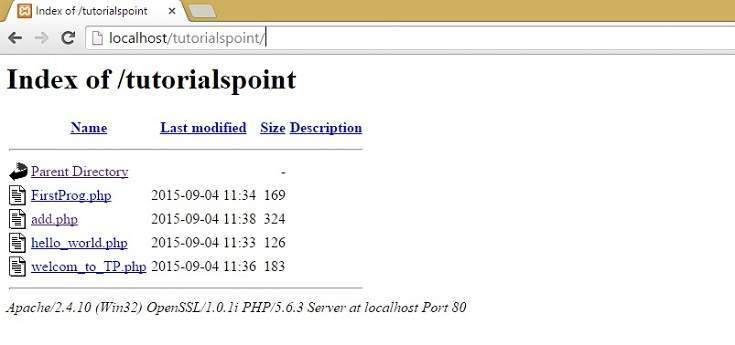 Index of /tutorialspoint
localhost/tutorialspoint/
Index of /tutorialspoint
Name Last modified Size Description
Parent Directory -
FirstProg.php 2015-09-04 11:34 169
add.php 2015-09-04 11:38 324
hello_world.php 2015-09-04 11:33 126
welcom_to_TP.php 2015-09-04 11:36 183
Apache/2.4.10 (Win32) OpenSSL/1.0.1i PHP/5.6.3 Server at localhost Port 80